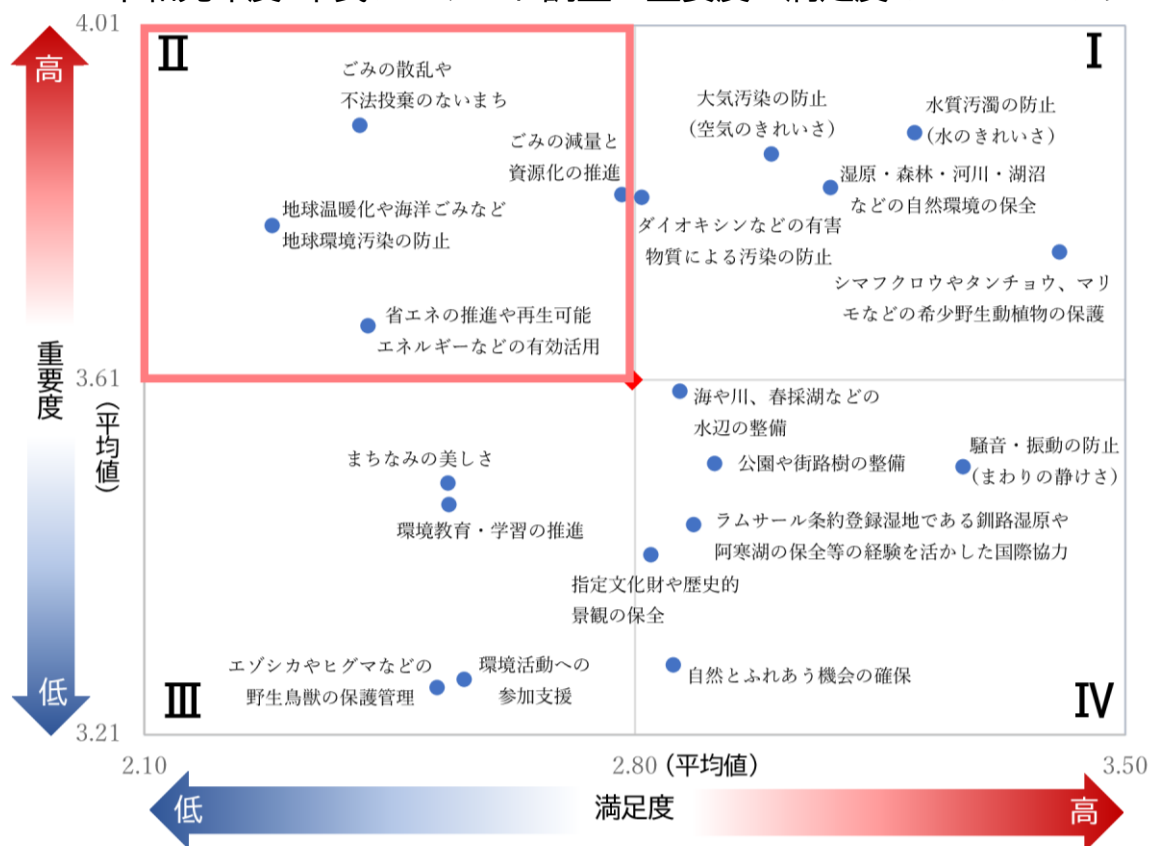 4.01
高
Ⅱ
Ⅰ
ごみの散乱や
不法投棄のないまち
大気汚染の防止
(空気のきれいさ)
水質汚濁の防止
(水のきれいさ)
ごみの減量と
資源化の推進
湿原・森林・河川・湖沼
などの自然環境の保全
地球温暖化や海洋ごみなど
地球環境汚染の防止
ダイオキシンなどの有害
物質による汚染の防止
シマフクロウやタンチョウ、マリ
モなどの希少野生動植物の保護
省エネの推進や再生可能
エネルギーなどの有効活用
重要度
3.61
(平均値)
海や川、春採湖などの
水辺の整備
騒音・振動の防止
(まわりの静けさ)
公園や街路樹の整備
まちなみの美しさ
環境教育・学習の推進
ラムサール条約登録湿地である釧路湿原や
阿寒湖の保全等の経験を活かした国際協力
指定文化財や歴史的
景観の保全
エゾシカやヒグマなどの
野生鳥獣の保護管理
環境活動への
参加支援
自然とふれあう機会の確保
低
Ⅲ
Ⅳ
3.21
2.10
2.80 (平均値)
3.50
低
満足度
高